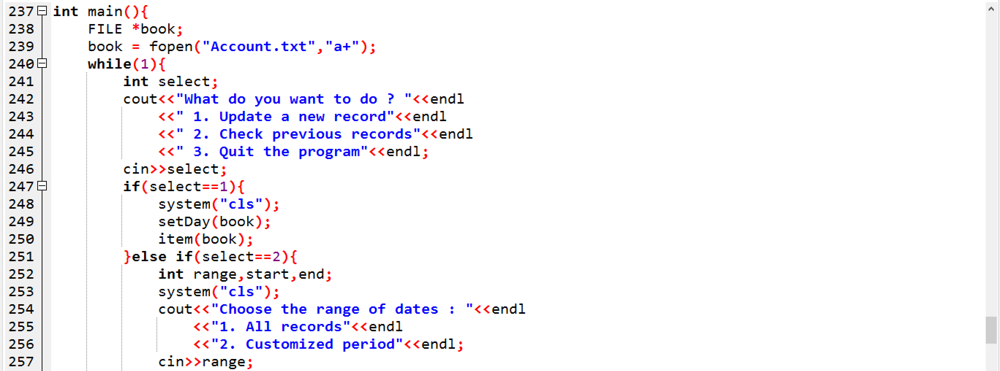 237 int main(){
238     FILE *book;
239     book = fopen("Account.txt","a+");
240     while(1){
241         int select;
242         cout<<"What do you want to do ? "<<endl
243             <<" 1. Update a new record"<<endl
244             <<" 2. Check previous records"<<endl
245             <<" 3. Quit the program"<<endl;
246         cin>>select;
247         if(select==1){
248             system("cls");
249             setDay(book);
250             item(book);
251         }else if(select==2){
252             int range,start,end;
253             system("cls");
254             cout<<"Choose the range of dates : "<<endl
255                 <<"1. All records"<<endl
256                 <<"2. Customized period"<<endl;
257             cin>>range;